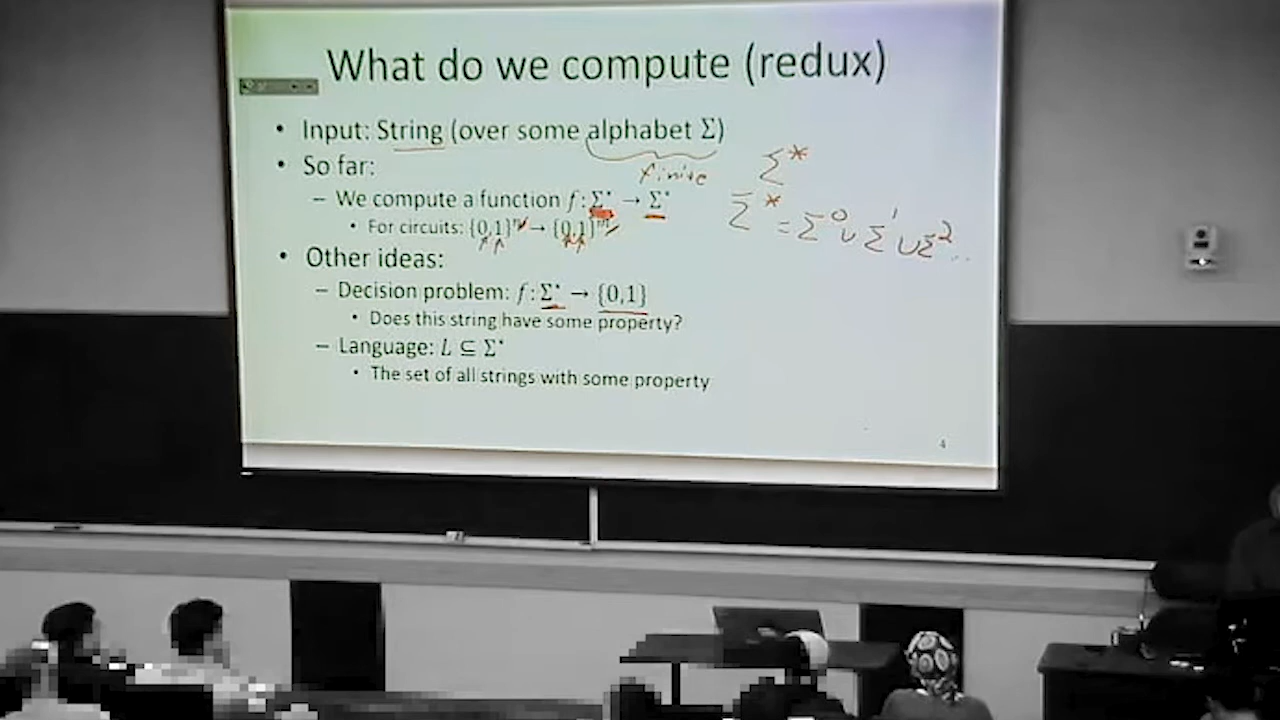 What do we compute (redux)
• Input: String (over some alphabet Σ)
finite
Σ*
• So far:
– We compute a function f: Σ* → Σ*
Σ* = Σ⁰ ∪ Σ¹ ∪ Σ² ...
• For circuits: {0,1}ⁿ → {0,1}ᵐ
• Other ideas:
– Decision problem: f: Σ* → {0,1}
• Does this string have some property?
– Language: L ⊆ Σ*
• The set of all strings with some property
4